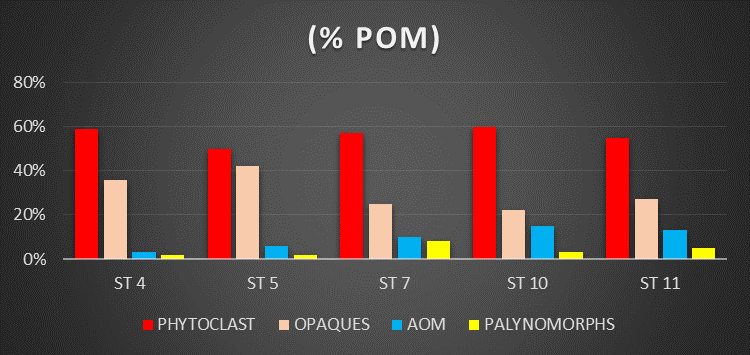 (% POM)
80%
60%
40%
20%
0%
ST 4 ST 5 ST 7 ST 10 ST 11
PHYTOCLAST OPAQUES AOM PALYNOMORPHS